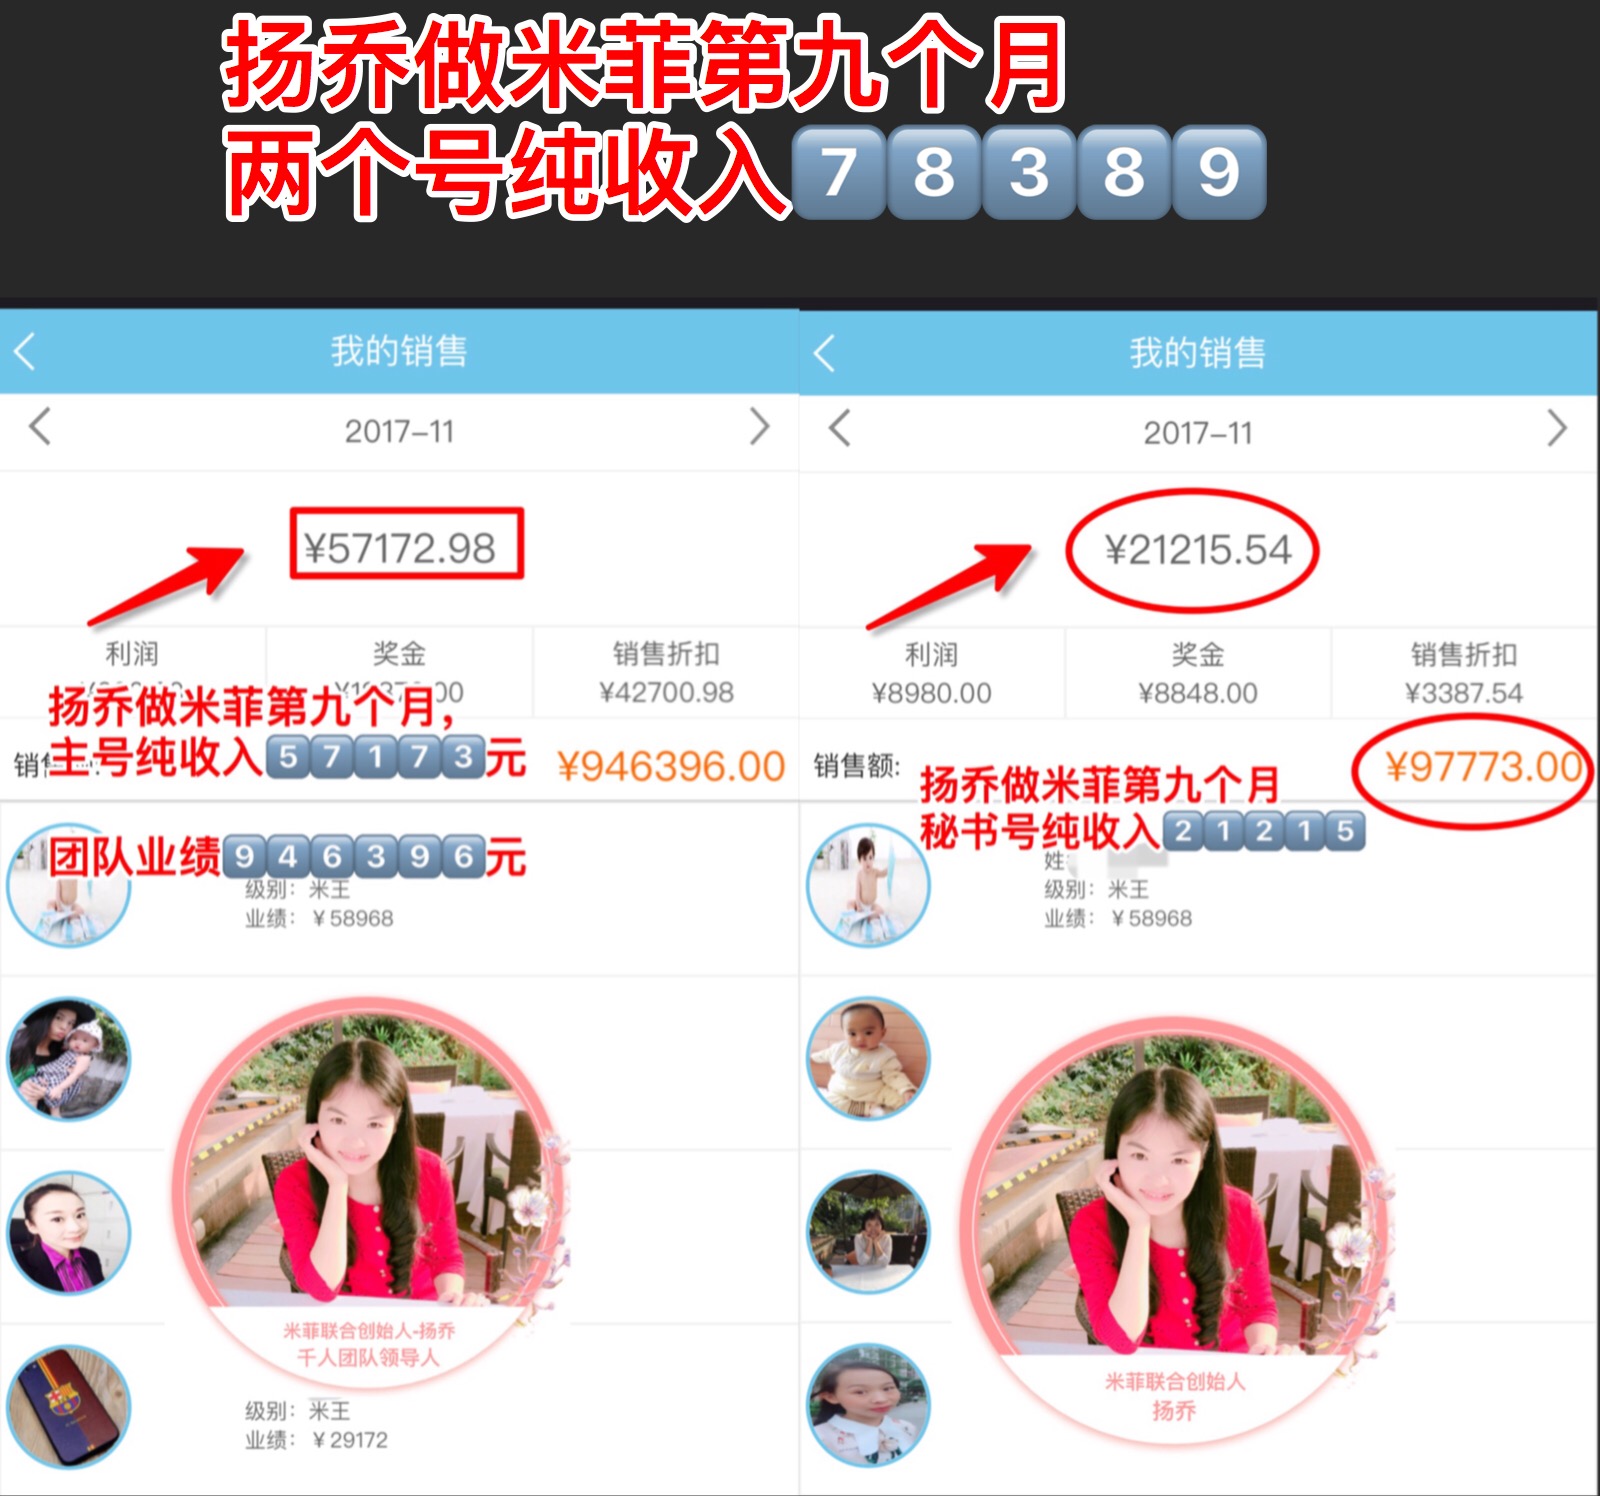 扬乔做米菲第九个月
两个号纯收入78389
我的销售
2017-11
¥57172.98
利润
奖金
销售折扣
¥42700.98
扬乔做米菲第九个月,
主号纯收入57173元
¥946396.00
团队业绩946396元
级别: 米王
业绩: ¥58968
米菲联合创始人-扬乔
千人团队领导人
级别: 米王
业绩: ¥29172
我的销售
2017-11
¥21215.54
利润
奖金
销售折扣
¥8980.00
¥8848.00
¥3387.54
销售额:
¥97773.00
扬乔做米菲第九个月
秘书号纯收入21215
级别: 米王
业绩: ¥58968
米菲联合创始人
扬乔